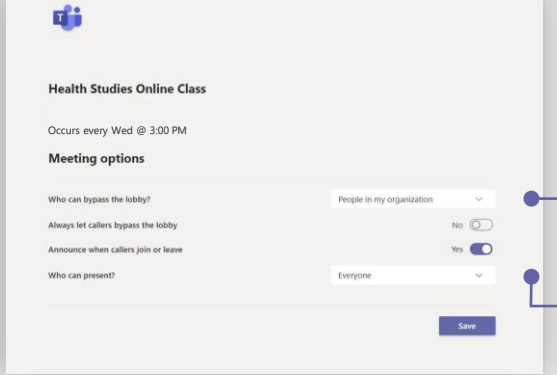 T
Health Studies Online Class
Occurs every Wed @ 3:00 PM
Meeting options
Who can bypass the lobby? People in my organization
Always let callers bypass the lobby No
Announce when callers join or leave Yes
Who can present? Everyone
Save